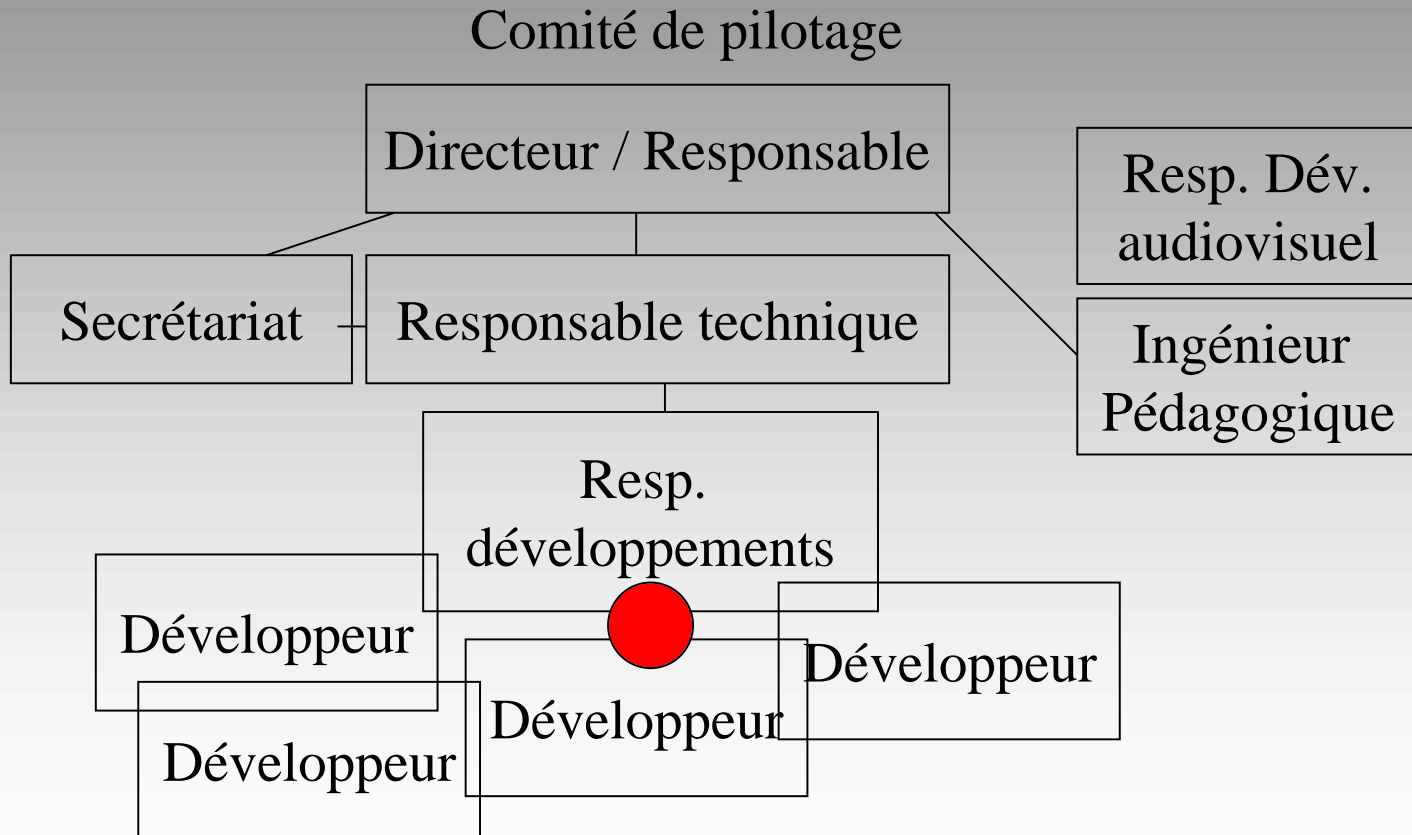 Comité de pilotage
Directeur / Responsable
Resp. Dév.
audiovisuel
Secrétariat
Responsable technique
Ingénieur
Pédagogique
Resp.
développements
Développeur
Développeur
Développeur
Développeur